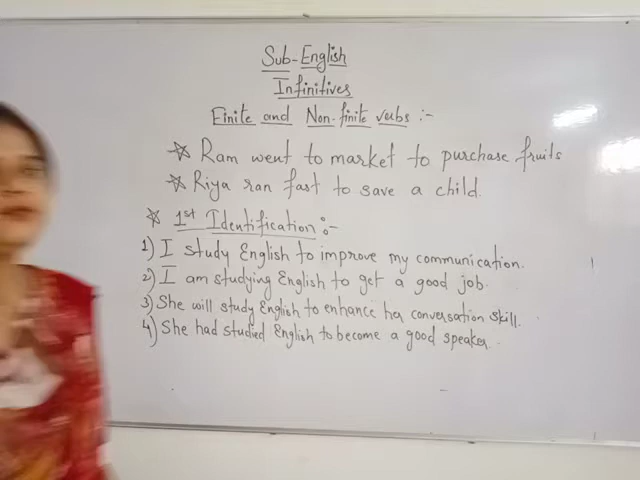 Sub-English
Infinitives
Finite and Non-finite verbs :-
☆ Ram went to market to purchase fruits
☆ Riya ran fast to save a child.
☆ 1st Identification :-
1) I study English to improve my communication.
2) I am studying English to get a good job.
3) She will study English to enhance her conversation skill.
4) She had studied English to become a good speaker.